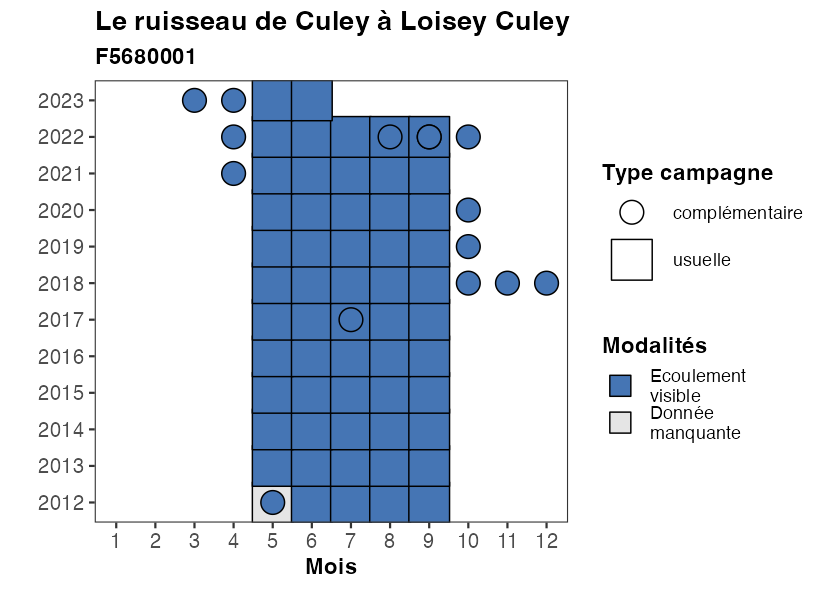 Le ruisseau de Culey à Loisey Culey
F5680001
2023
2022
2021
2020
2019
2018
2017
2016
2015
2014
2013
2012
1 2 3 4 5 6 7 8 9 10 11 12
Mois
Type campagne
complémentaire
usuelle
Modalités
Ecoulement
visible
Donnée
manquante